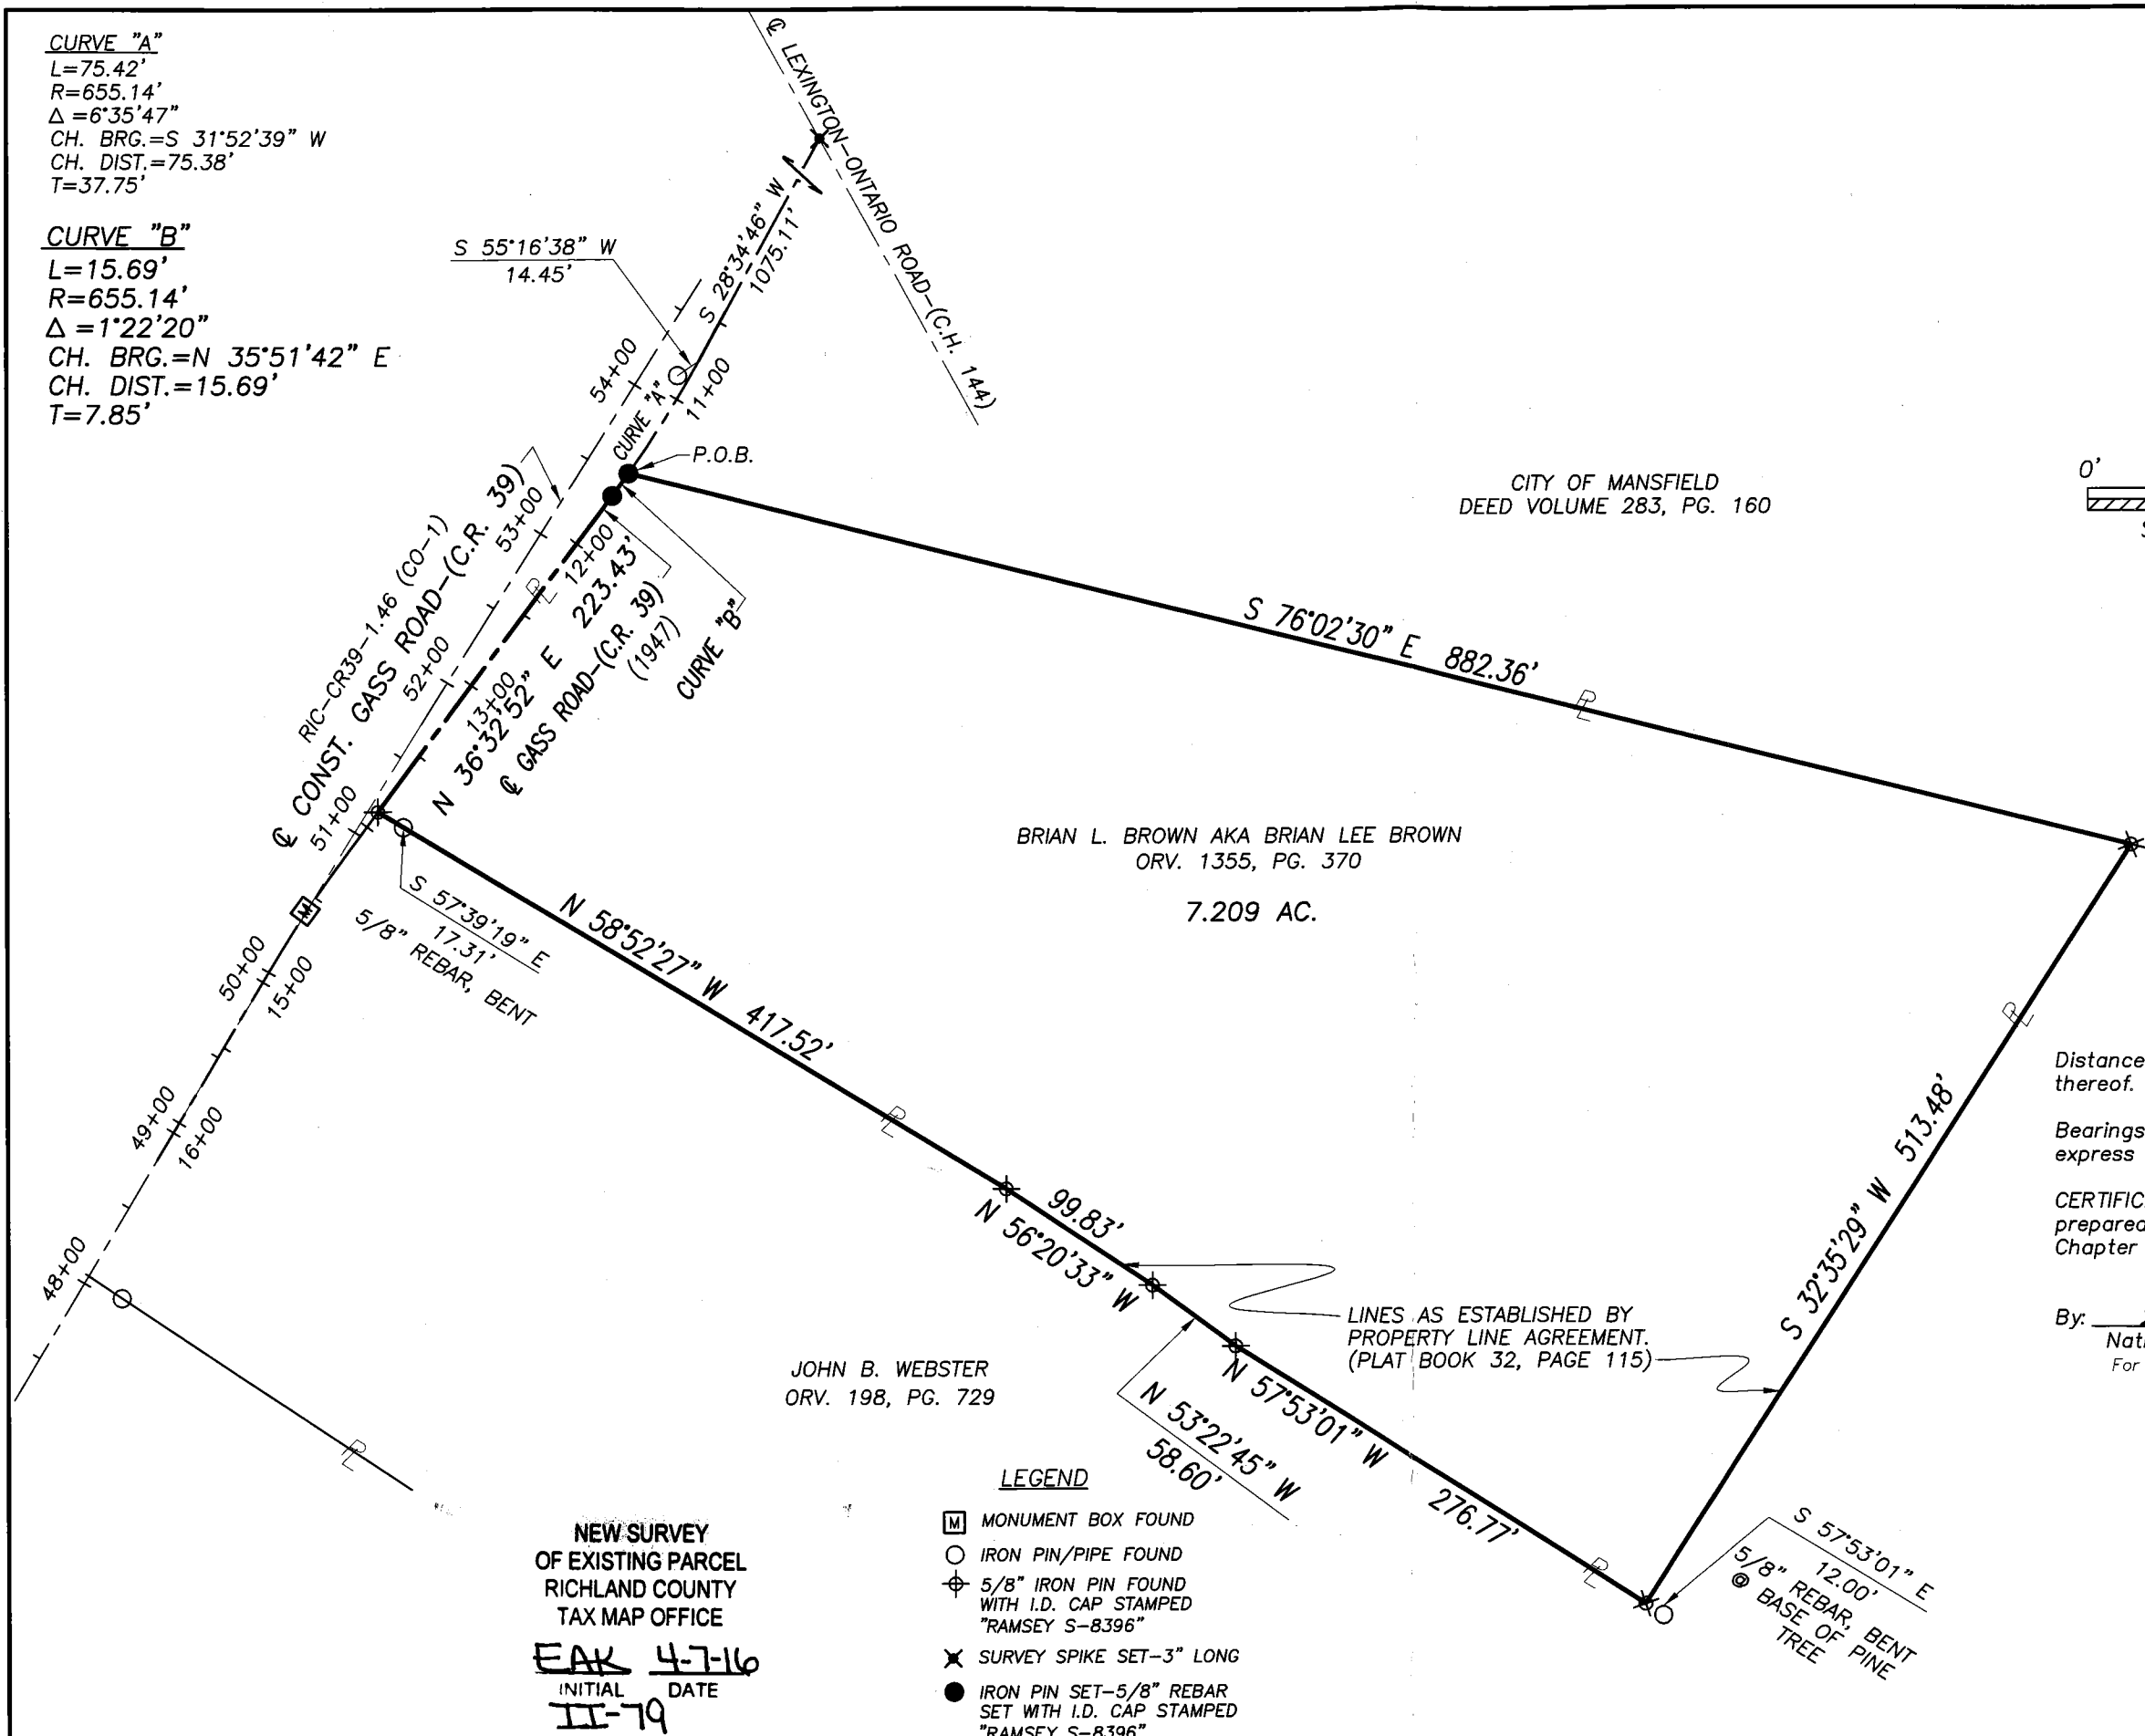 CURVE "A"
L=75.42'
R=655.14'
Δ =6°35'47"
CH. BRG.=S 31°52'39" W
CH. DIST.=75.38'
T=37.75'
CURVE "B"
L=15.69'
R=655.14'
Δ =1°22'20"
CH. BRG.=N 35°51'42" E
CH. DIST.=15.69'
T=7.85'
℄ LEXINGTON-ONTARIO ROAD-(C.H. 144)
S 55°16'38" W
14.45'
S 28°34'46" W
1075.11'
54+00
CURVE "A"
11+00
P.O.B.
53+00
12+00
RIC-CR39-1.46 (CO-1)
℄ CONST. GASS ROAD-(C.R. 39)
52+00
13+00
N 36°32'52" E 223.43'
℄ GASS ROAD-(C.R. 39)
(1947)
CURVE "B"
51+00
CITY OF MANSFIELD
DEED VOLUME 283, PG. 160
0'
S 76°02'30" E 882.36'
PL
PL
BRIAN L. BROWN AKA BRIAN LEE BROWN
ORV. 1355, PG. 370
7.209 AC.
M
S 57°39'19" E
17.31'
5/8" REBAR, BENT
50+00
15+00
N 58°52'27" W 417.52'
PL
49+00
16+00
48+00
PL
99.83'
N 56°20'33" W
LINES AS ESTABLISHED BY
PROPERTY LINE AGREEMENT.
(PLAT BOOK 32, PAGE 115)
N 53°22'45" W
58.60'
N 57°53'01" W 276.77'
PL
S 32°35'29" W 513.48'
PL
S 57°53'01" E
12.00'
5/8" REBAR, BENT
@ BASE OF PINE
TREE
JOHN B. WEBSTER
ORV. 198, PG. 729
Distance
thereof.
Bearings
express
CERTIFIC
prepared
Chapter
By:
Nat
For
NEW SURVEY
OF EXISTING PARCEL
RICHLAND COUNTY
TAX MAP OFFICE
EAK 4-7-16
INITIAL DATE
II-79
LEGEND
M MONUMENT BOX FOUND
IRON PIN/PIPE FOUND
5/8" IRON PIN FOUND
WITH I.D. CAP STAMPED
"RAMSEY S-8396"
SURVEY SPIKE SET-3" LONG
IRON PIN SET-5/8" REBAR
SET WITH I.D. CAP STAMPED
"RAMSEY S-8396"